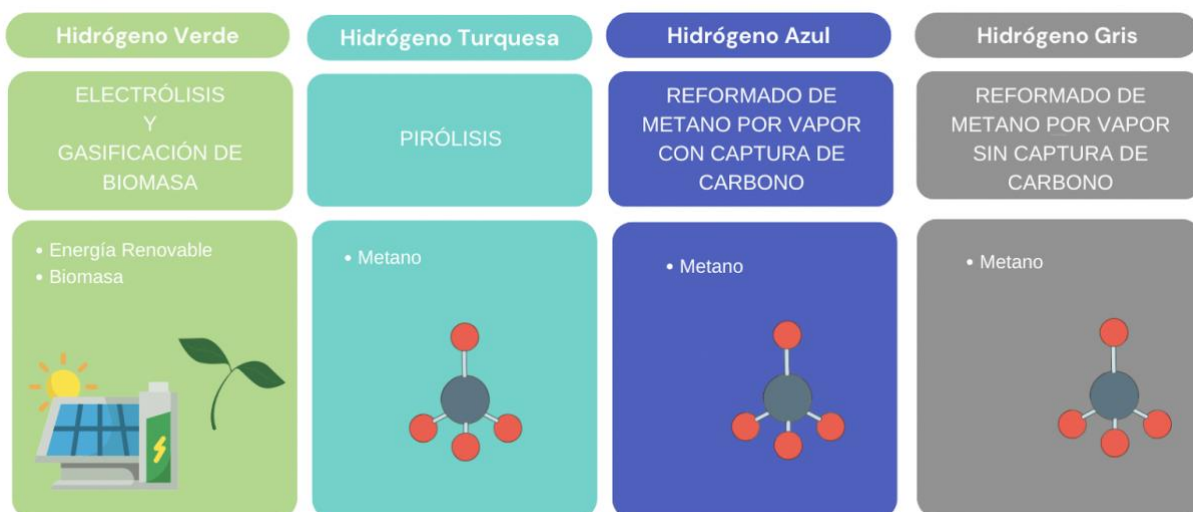 Hidrógeno Verde
ELECTRÓLISIS
Y
GASIFICACIÓN DE
BIOMASA
• Energía Renovable
• Biomasa
Hidrógeno Turquesa
PIRÓLISIS
• Metano
Hidrógeno Azul
REFORMADO DE
METANO POR VAPOR
CON CAPTURA DE
CARBONO
• Metano
Hidrógeno Gris
REFORMADO DE
METANO POR VAPOR
SIN CAPTURA DE
CARBONO
• Metano